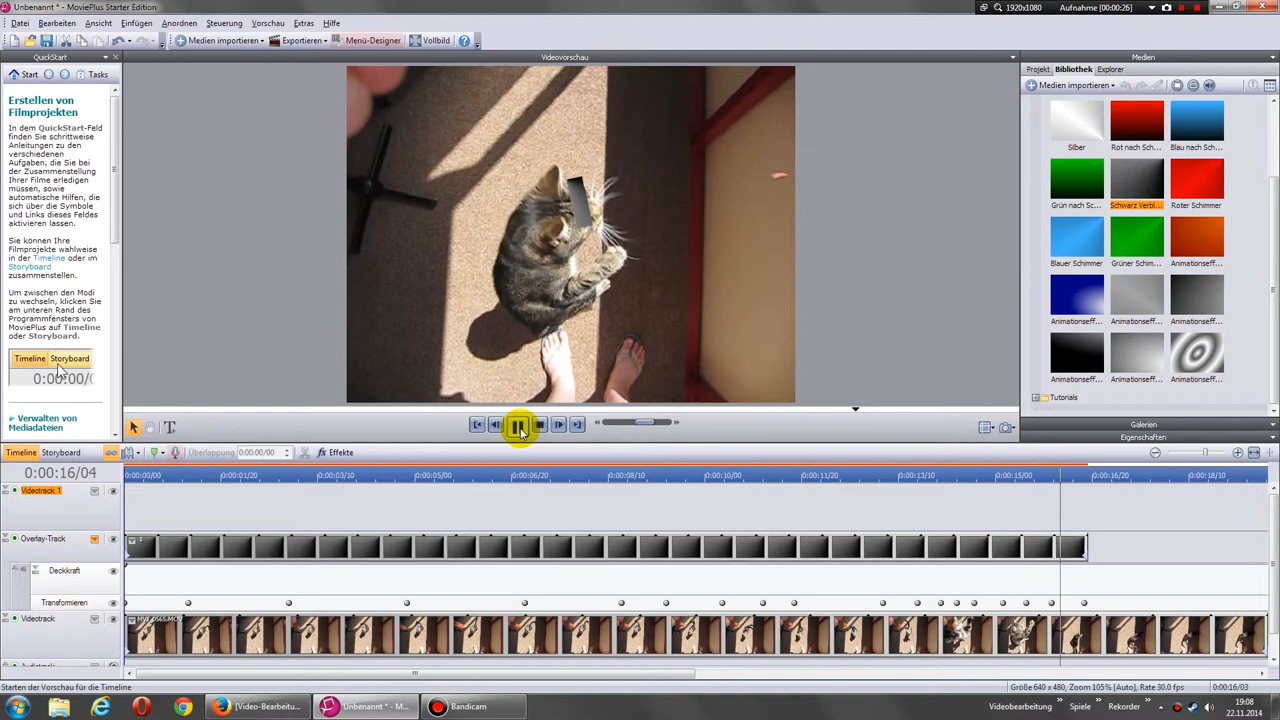 Unbenannt * - MoviePlus Starter Edition
1920x1080
Aufnahme [00:00:26]
Datei Bearbeiten Ansicht Einfügen Anordnen Steuerung Vorschau Extras Hilfe
Medien importieren Exportieren Menü-Designer Vollbild
QuickStart
Videovorschau
Medien
Start Tasks
Projekt Bibliothek Explorer
Medien importieren
Erstellen von
Filmprojekten
In dem QuickStart-Feld
finden Sie schrittweise
Anleitungen zu den
verschiedenen
Aufgaben, die Sie bei
der Zusammenstellung
Ihrer Filme erledigen
müssen, sowie
automatische Hilfen, die
sich über die Symbole
und Links dieses Feldes
aktivieren lassen.
Sie können Ihre
Filmprojekte wahlweise
in der Timeline oder im
Storyboard
zusammenstellen.
Um zwischen den Modi
zu wechseln, klicken Sie
am unteren Rand des
Programmfensters von
MoviePlus auf Timeline
oder Storyboard.
Timeline Storyboard
0:00:00/0
» Verwalten von
Mediadateien
Silber Rot nach Sch... Blau nach Sch...
Grün nach Sc... Schwarz Verbl... Roter Schimmer
Blauer Schimmer Grüner Schim... Animationseff...
Animationseff... Animationseff... Animationseff...
Animationseff... Animationseff... Animationseff...
Tutorials
Galerien
Eigenschaften
Timeline Storyboard
Überlappung 0:00:00/00
fx Effekte
0:00:16/04
0:00:00/00 0:00:01/20 0:00:03/10 0:00:05/00 0:00:06/20 0:00:08/10 0:00:10/00 0:00:11/20 0:00:13/10 0:00:15/00 0:00:16/20 0:00:18/10
Videotrack 1
Overlay-Track
1
Deckkraft
Transformieren
Videotrack
Audiotrack
Starten der Vorschau für die Timeline
Größe 640 x 480, Zoom 105% [Auto], Rate 30.0 fps
0:00:16/03
[Video-Bearbeitu... Unbenannt * - M... Bandicam
Videobearbeitung » Spiele » Rekorder »
19:08
22.11.2014